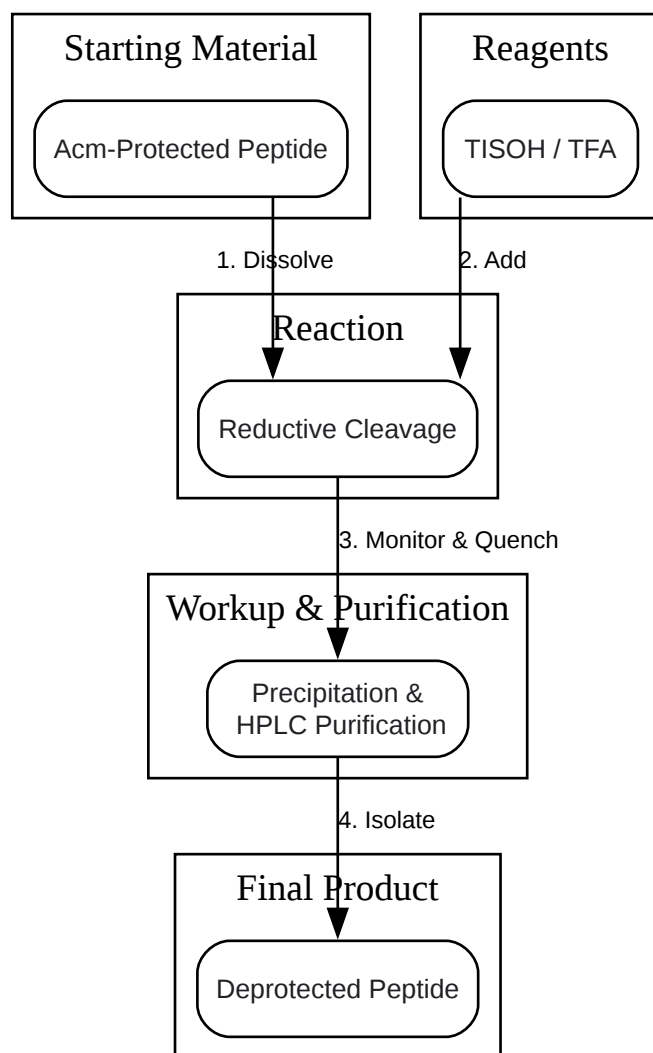 Starting Material
Reagents
Acm-Protected Peptide
TISOH / TFA
1. Dissolve
2. Add
Reaction
Reductive Cleavage
3. Monitor & Quench
Workup & Purification
Precipitation &
HPLC Purification
4. Isolate
Final Product
Deprotected Peptide